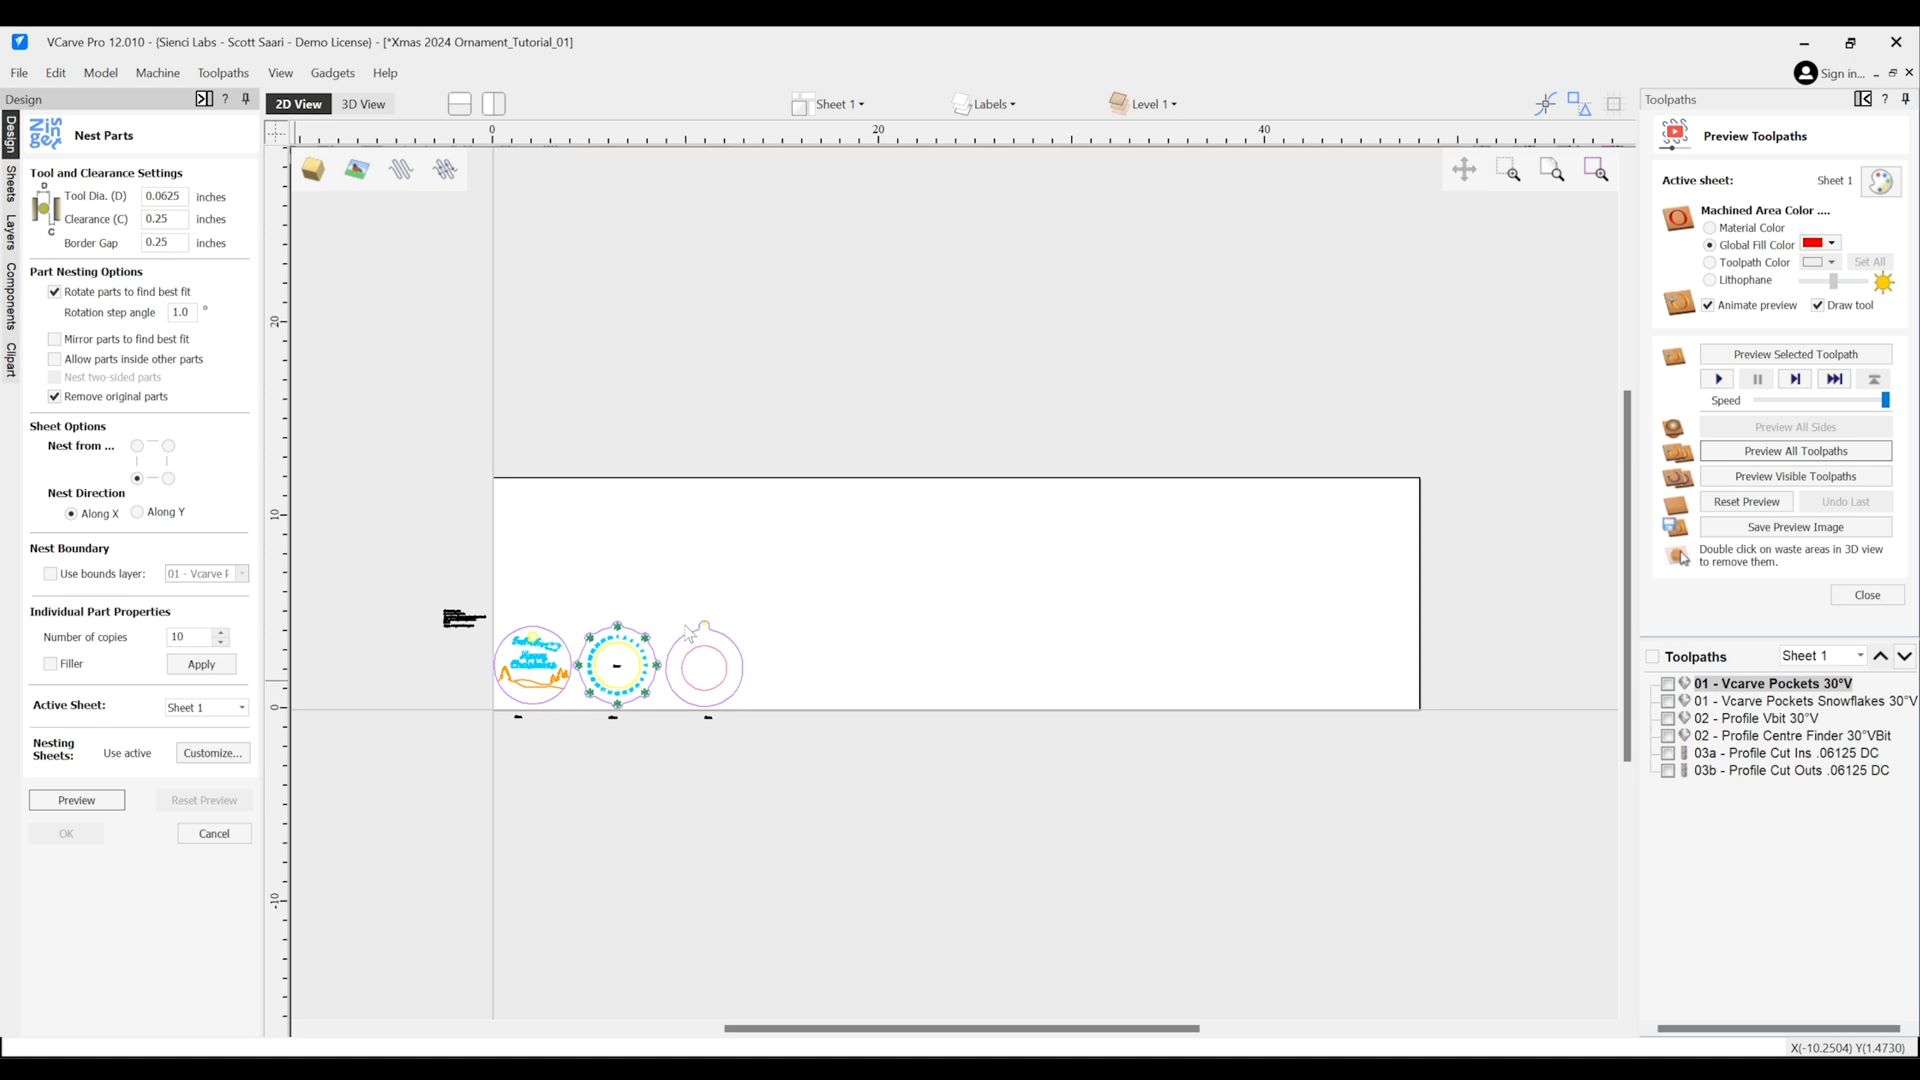 VCarve Pro 12.010 - {Sienci Labs - Scott Saari - Demo License} - [*Xmas 2024 Ornament_Tutorial_01]
File Edit Model Machine Toolpaths View Gadgets Help
Sign in...
Design
2D View 3D View
Sheet 1
Labels
Level 1
Toolpaths
Design
Sheets
Layers
Components
Clipart
Nest Parts
Tool and Clearance Settings
D
C
Tool Dia. (D) 0.0625 inches
Clearance (C) 0.25 inches
Border Gap 0.25 inches
Part Nesting Options
Rotate parts to find best fit
Rotation step angle 1.0 °
Mirror parts to find best fit
Allow parts inside other parts
Nest two-sided parts
Remove original parts
Sheet Options
Nest from ...
Nest Direction
Along X Along Y
Nest Boundary
Use bounds layer: 01 - Vcarve F
Individual Part Properties
Number of copies 10
Filler Apply
Active Sheet: Sheet 1
Nesting Sheets: Use active Customize...
Preview Reset Preview
OK Cancel
0 20 40
20
10
0
-10
Merry
Christmas
Preview Toolpaths
Active sheet: Sheet 1
Machined Area Color ....
Material Color
Global Fill Color
Toolpath Color Set All
Lithophane
Animate preview Draw tool
Preview Selected Toolpath
Speed
Preview All Sides
Preview All Toolpaths
Preview Visible Toolpaths
Reset Preview Undo Last
Save Preview Image
Double click on waste areas in 3D view
to remove them.
Close
Toolpaths Sheet 1
01 - Vcarve Pockets 30°V
01 - Vcarve Pockets Snowflakes 30°V
02 - Profile Vbit 30°V
02 - Profile Centre Finder 30°VBit
03a - Profile Cut Ins .06125 DC
03b - Profile Cut Outs .06125 DC
X(-10.2504) Y(1.4730)